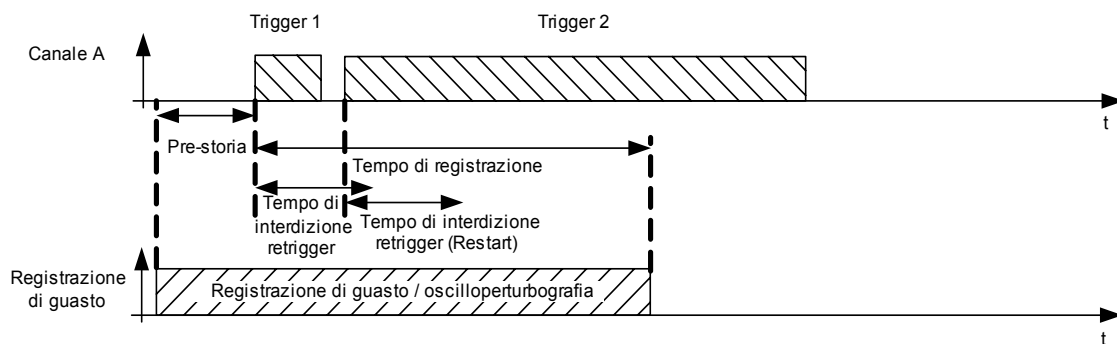 Trigger 1
Trigger 2
Canale A
t
Pre-storia
Tempo di registrazione
Tempo di
interdizione
retrigger
Tempo di interdizione
retrigger (Restart)
Registrazione
di guasto
Registrazione di guasto / oscilloperturbografia
t